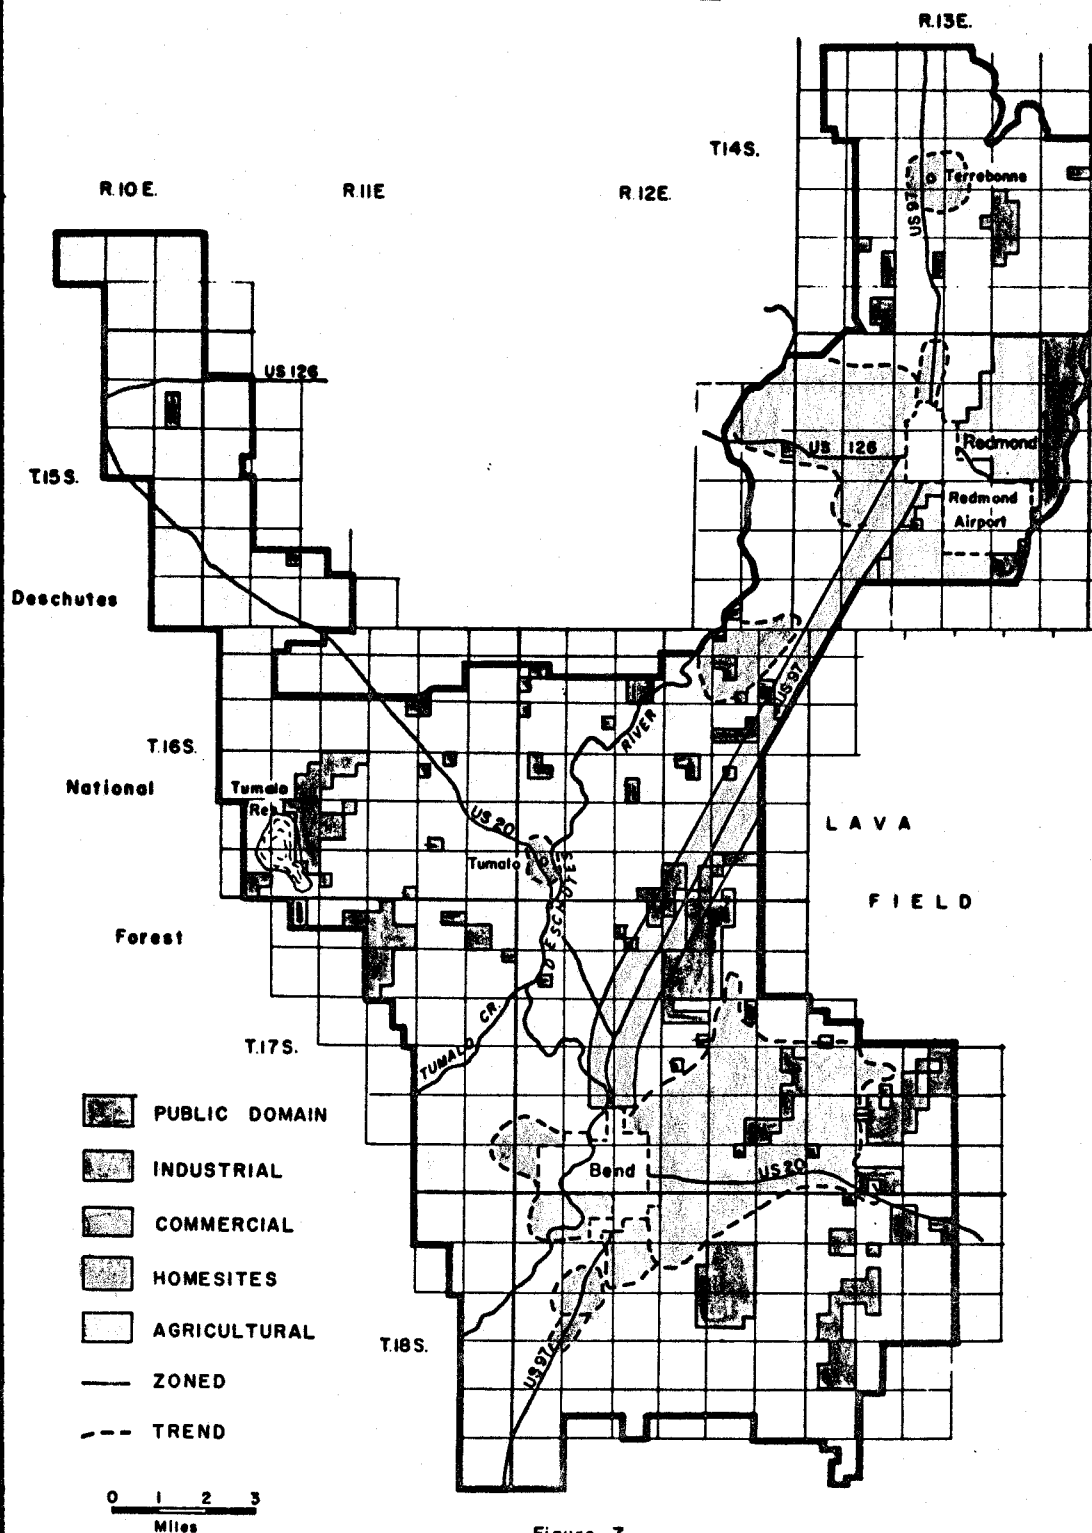 R.13E.
T14S.
R.10E.
R.11E
R.12E.
Terrebonne
US 97
US 126
US 126
Redmond
T.15S.
Redmond
Airport
Deschutes
US 97
RIVER
T.16S.
National
Tumalo
Res.
US 20
LAVA
Tumalo
DESCHUTES
FIELD
Forest
TUMALO CR.
T.17S.
PUBLIC DOMAIN
INDUSTRIAL
Bend
US 20
COMMERCIAL
HOMESITES
AGRICULTURAL
T.18S.
US 97
ZONED
TREND
0 1 2 3
Miles
Figure 7